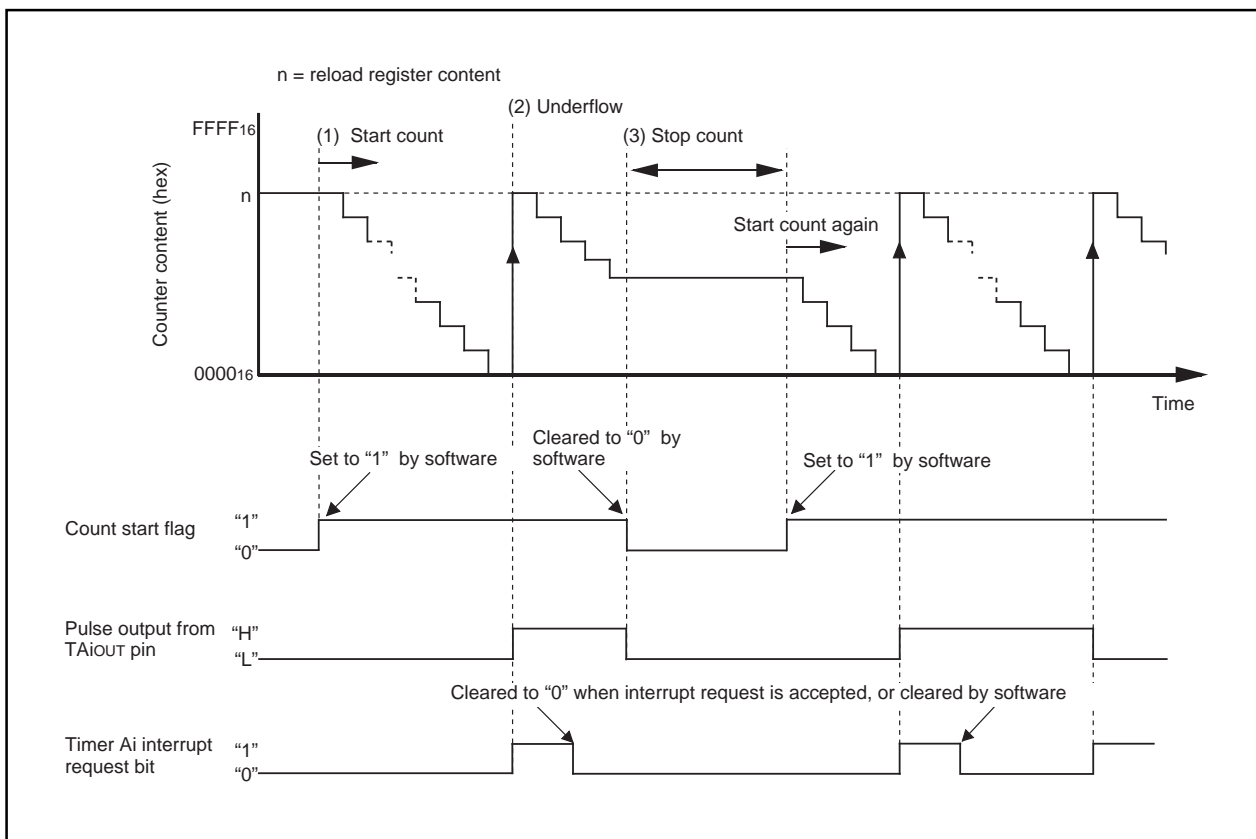 n = reload register content
(2) Underflow
FFFF16
(1) Start count
(3) Stop count
Counter content (hex)
n
Start count again
000016
Time
Set to “1” by software
Cleared to “0” by
software
Set to “1” by software
Count start flag
“1”
“0”
Pulse output from
TAiOUT pin
“H”
“L”
Cleared to “0” when interrupt request is accepted, or cleared by software
Timer Ai interrupt
request bit
“1”
“0”